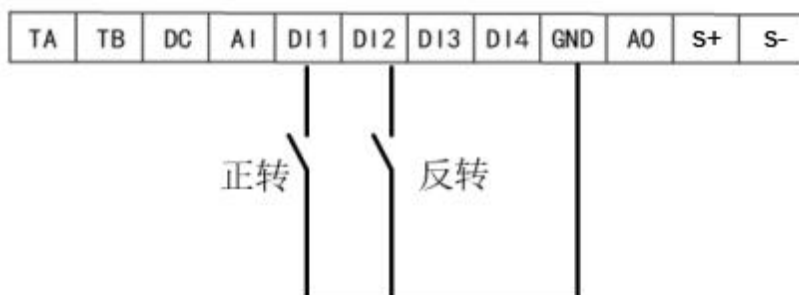 TA TB DC AI DI1 DI2 DI3 DI4 GND AO S+ S-
正转 反转